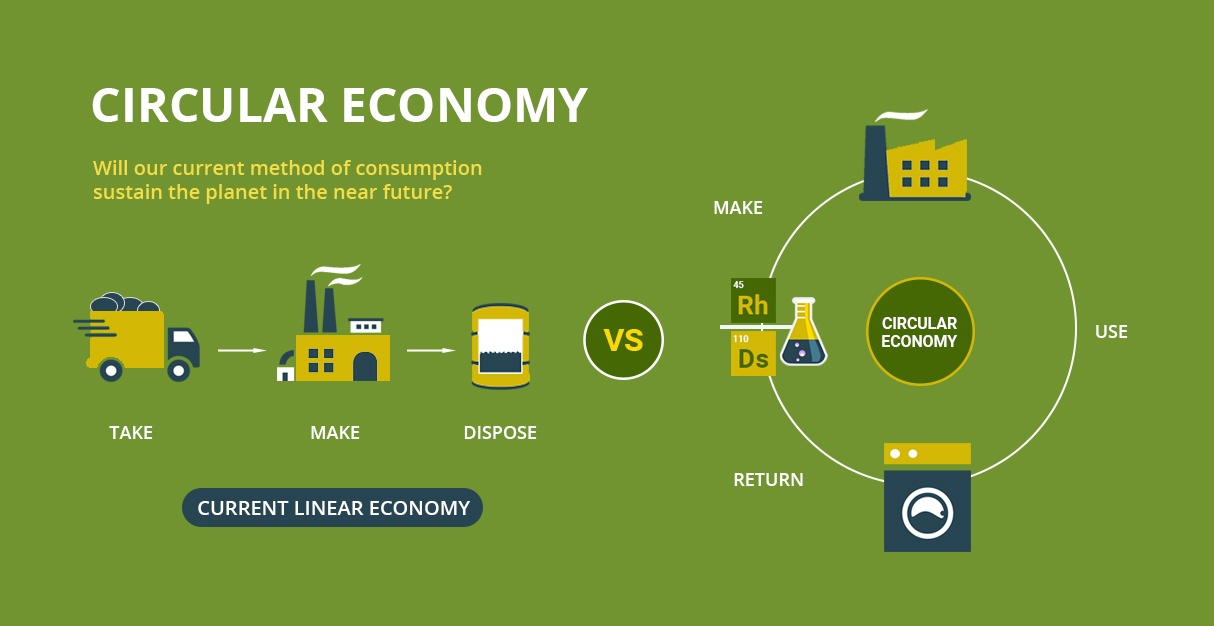 CIRCULAR ECONOMY
Will our current method of consumption
sustain the planet in the near future?
TAKE
MAKE
DISPOSE
CURRENT LINEAR ECONOMY
VS
MAKE
45
Rh
110
Ds
CIRCULAR
ECONOMY
USE
RETURN